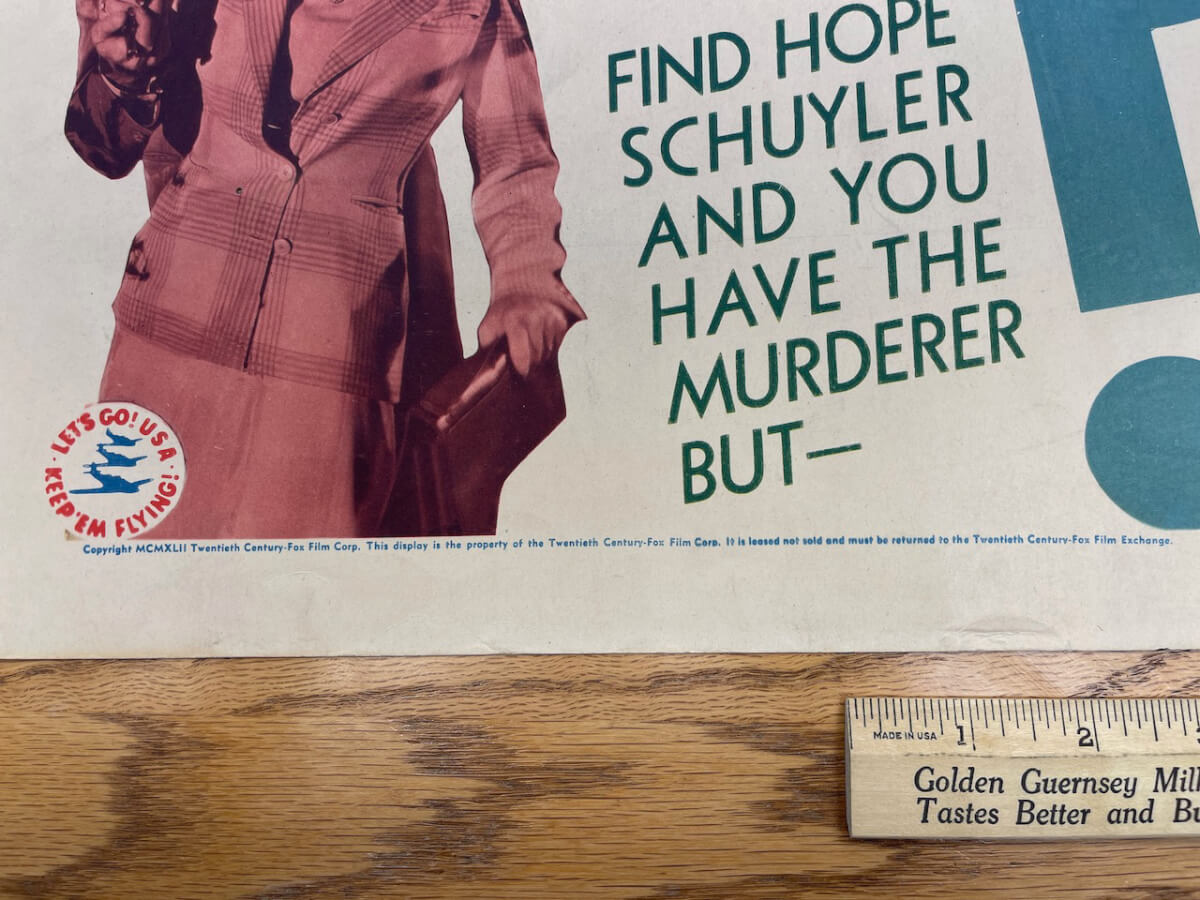 FIND HOPE
SCHUYLER
AND YOU
HAVE THE
MURDERER
BUT—
LET'S GO! USA ·
KEEP 'EM FLYING! ·
Copyright MCMXLII Twentieth Century-Fox Film Corp. This display is the property of the Twentieth Century-Fox Film Corp. It is leased not sold and must be returned to the Twentieth Century-Fox Film Exchange.
1 2 3
MADE IN USA
Golden Guernsey Milk
Tastes Better and